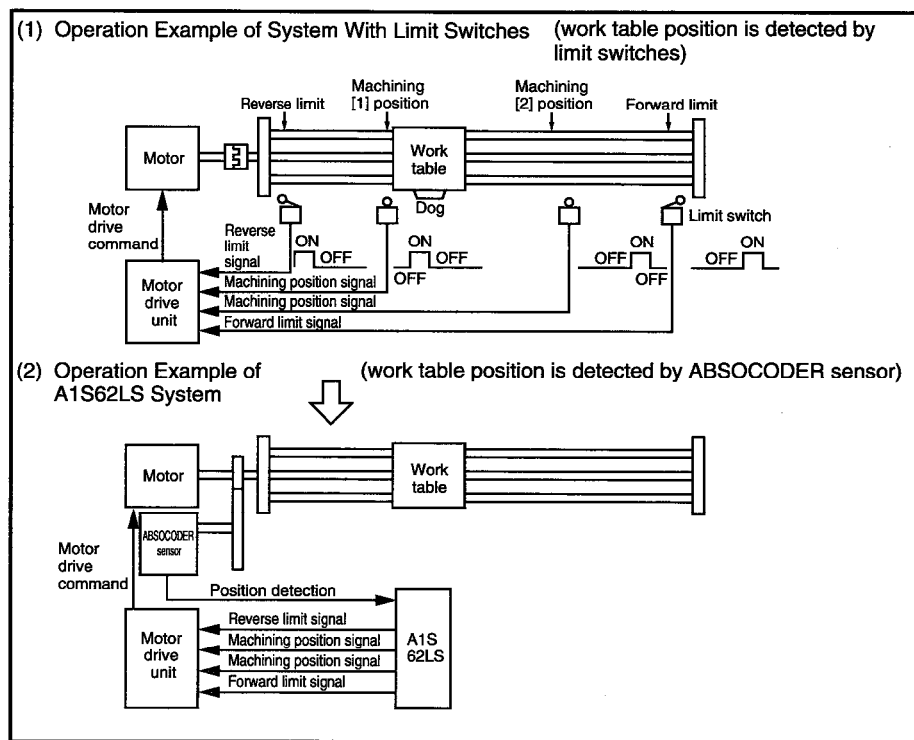 (1) Operation Example of System With Limit Switches (work table position is detected by
limit switches)
Reverse limit
Machining
[1] position
Machining
[2] position
Forward limit
Motor
Work
table
Dog
Limit switch
Motor
drive
command
Reverse
limit
signal
ON
OFF
ON
OFF
OFF
ON
OFF
OFF
ON
OFF
Machining position signal
Machining position signal
Forward limit signal
Motor
drive
unit
(2) Operation Example of (work table position is detected by ABSOCODER sensor)
A1S62LS System
Motor
Work
table
ABSOCODER
sensor
Motor
drive
command
Position detection
Reverse limit signal
Machining position signal
Machining position signal
Forward limit signal
Motor
drive
unit
A1S
62LS